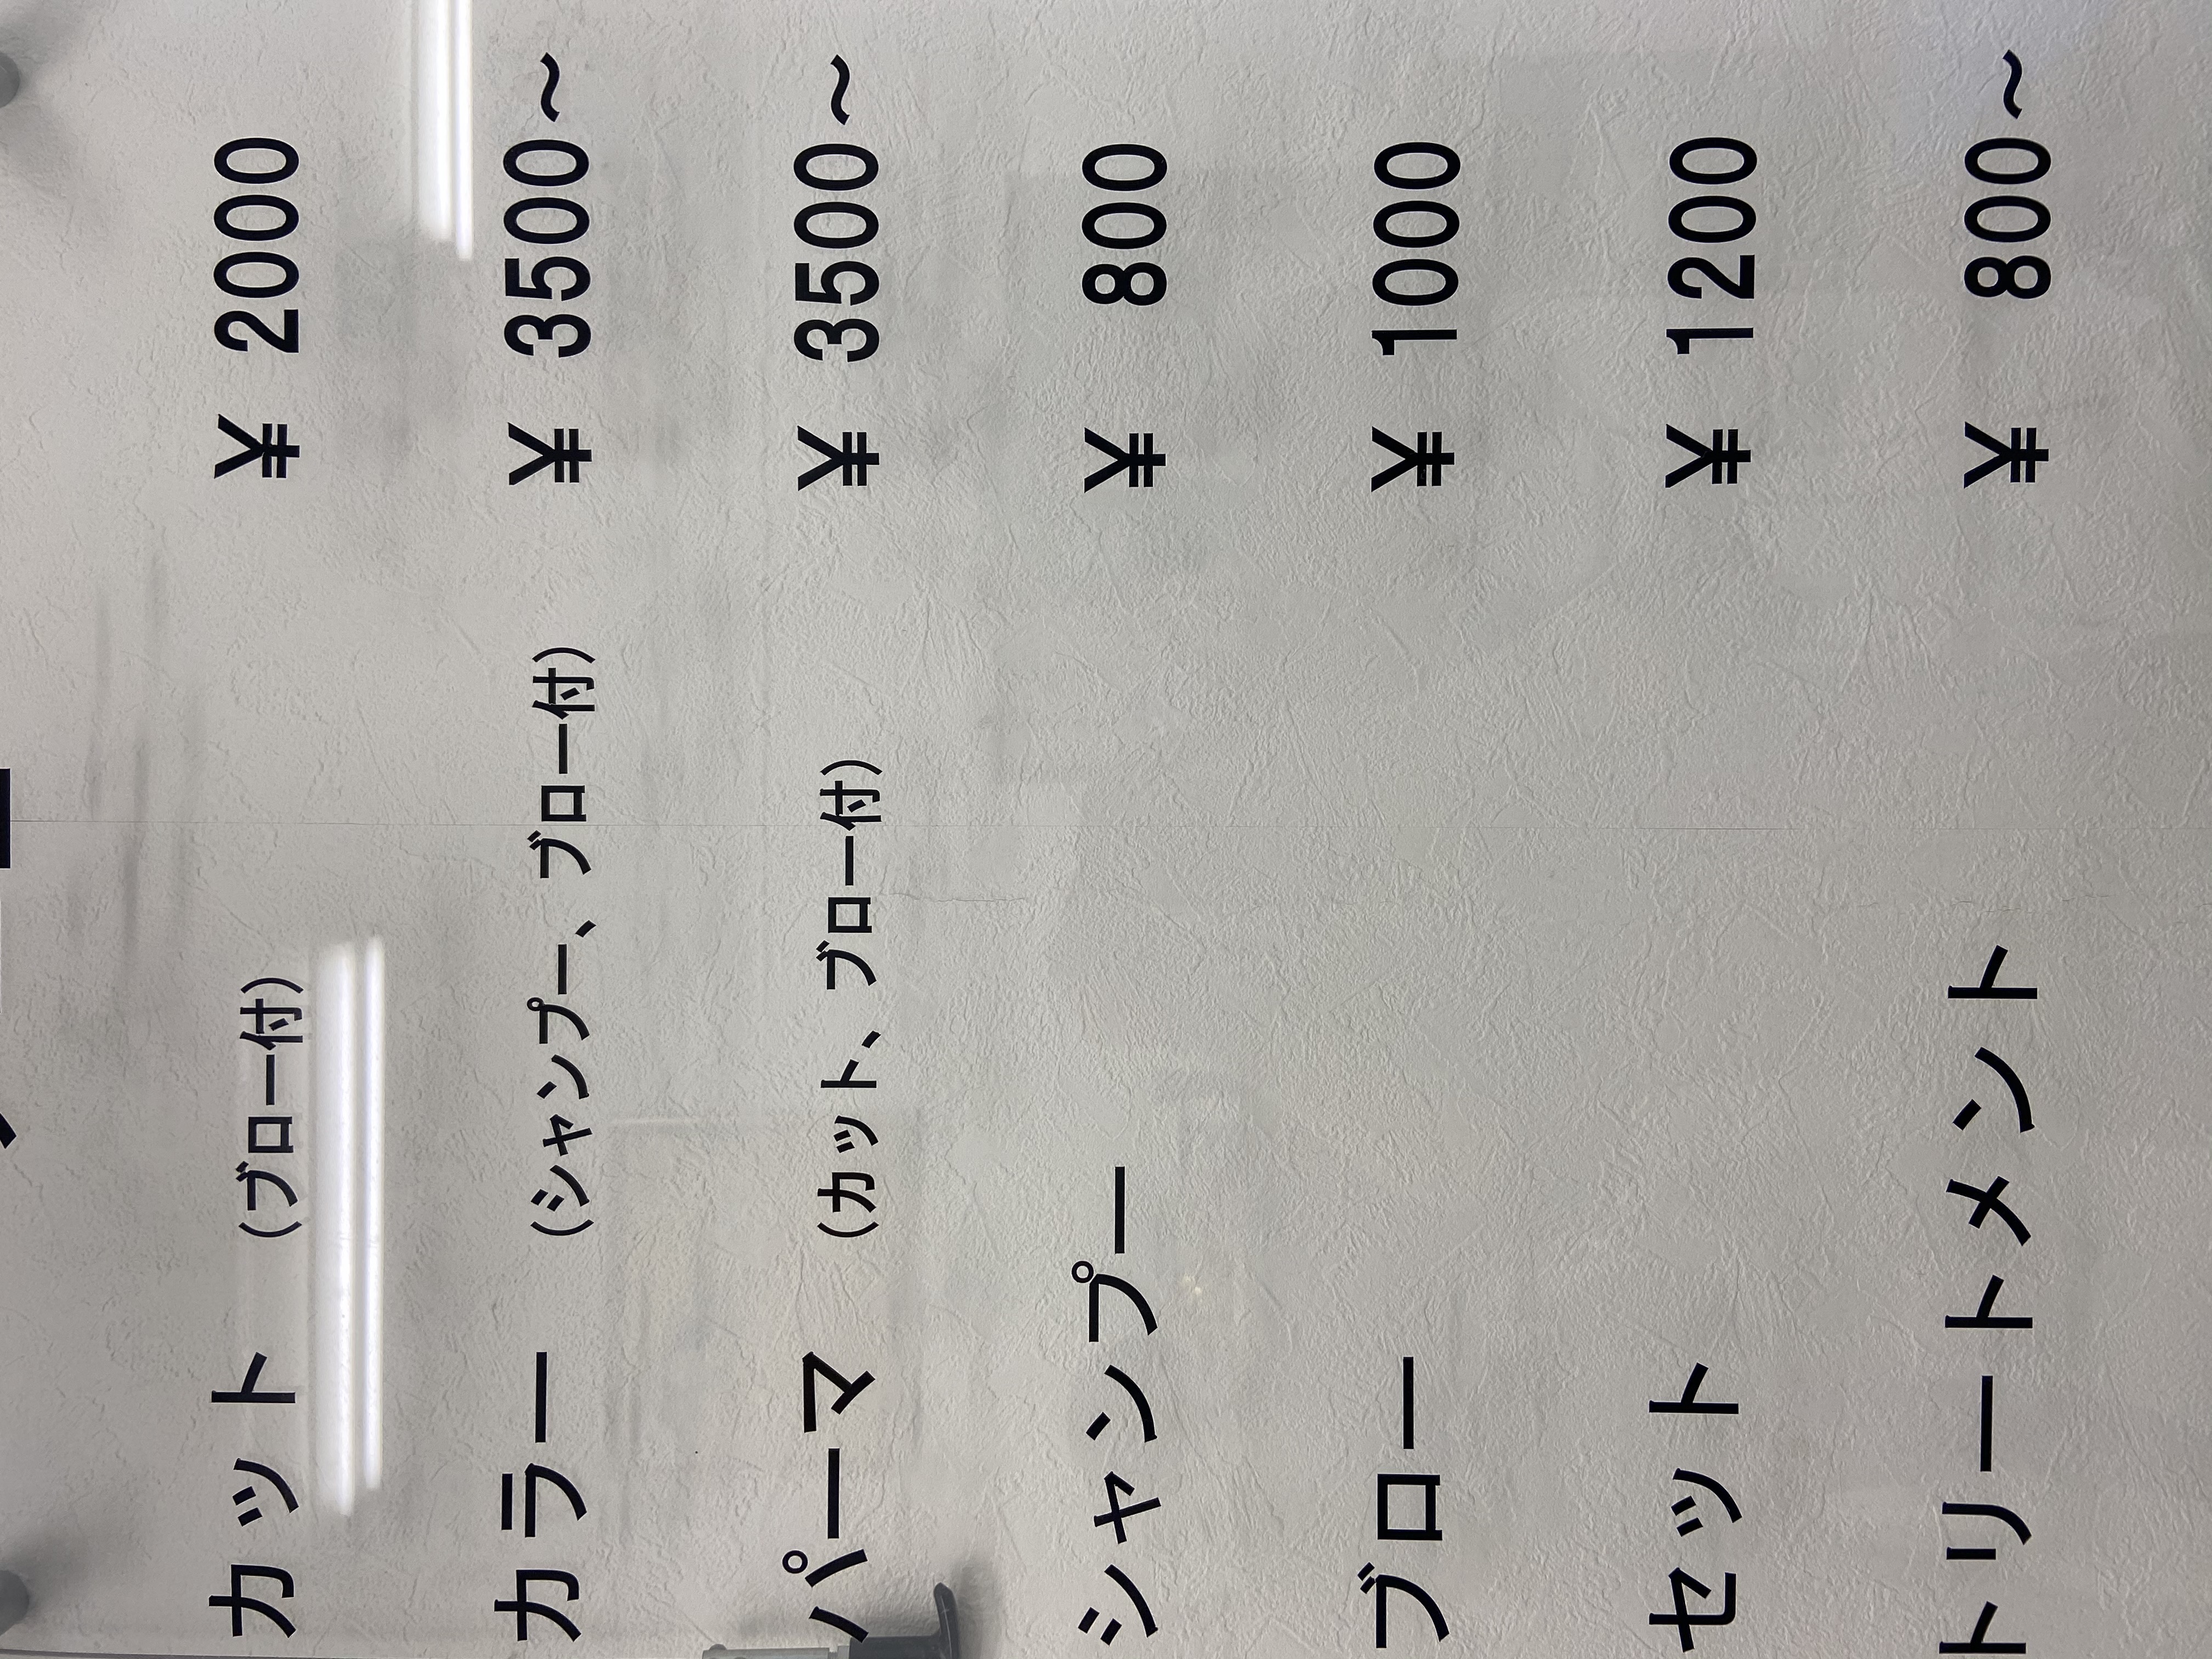 カット (ブロー付) ¥ 2000
カラー (シャンプー、ブロー付) ¥ 3500~
パーマ (カット、ブロー付) ¥ 3500~
シャンプー ¥ 800
ブロー ¥ 1000
セット ¥ 1200
トリートメント ¥ 800~